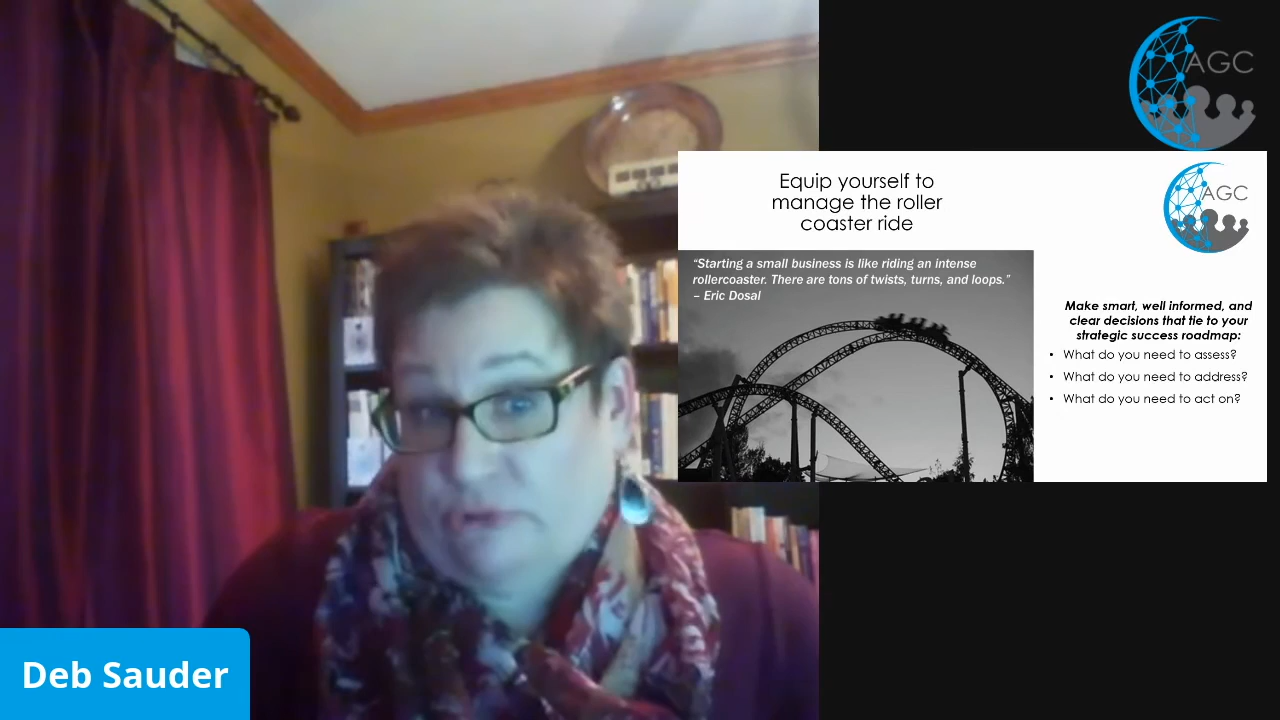 AGC
Equip yourself to
manage the roller
coaster ride
AGC
“Starting a small business is like riding an intense
rollercoaster. There are tons of twists, turns, and loops.”
– Eric Dosal
Make smart, well informed, and
clear decisions that tie to your
strategic success roadmap:
• What do you need to assess?
• What do you need to address?
• What do you need to act on?
Deb Sauder